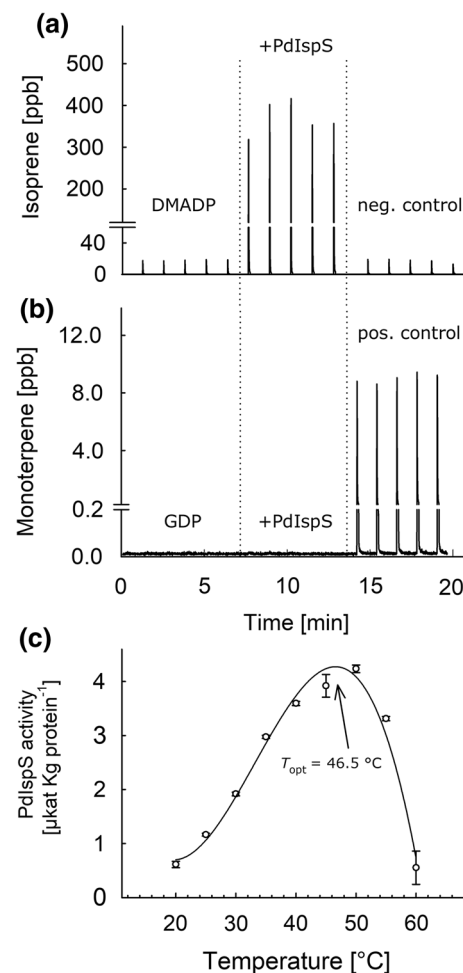 (a)
+PdIspS
500
400
300
200
40
0
Isoprene [ppb]
DMADP
neg. control
(b)
12.0
8.0
4.0
0.2
0.0
Monoterpene [ppb]
pos. control
GDP
+PdIspS
0
5
10
15
20
Time [min]
(c)
4
3
2
1
0
PdIspS activity
[µkat Kg protein⁻¹]
Topt = 46.5 °C
20
30
40
50
60
Temperature [°C]